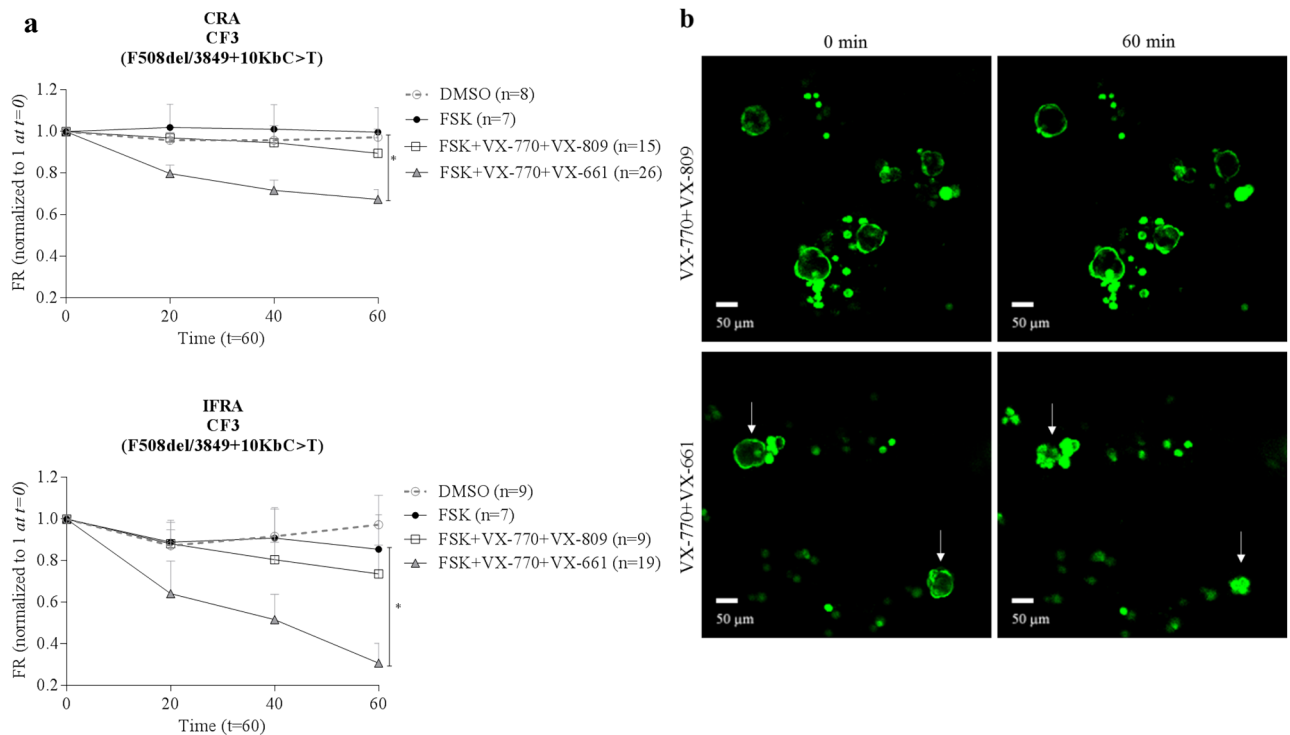 a
CRA
CF3
(F508del/3849+10KbC>T)
FR (normalized to 1 at t=0)
1.2
1.0
0.8
0.6
0.4
0.2
0
20
40
60
Time (t=60)
DMSO (n=8)
FSK (n=7)
FSK+VX-770+VX-809 (n=15)
FSK+VX-770+VX-661 (n=26)
*
IFRA
CF3
(F508del/3849+10KbC>T)
FR (normalized to 1 at t=0)
1.2
1.0
0.8
0.6
0.4
0.2
0
20
40
60
Time (t=60)
DMSO (n=9)
FSK (n=7)
FSK+VX-770+VX-809 (n=9)
FSK+VX-770+VX-661 (n=19)
*
b
0 min
60 min
VX-770+VX-809
50 µm
50 µm
VX-770+VX-661
50 µm
50 µm